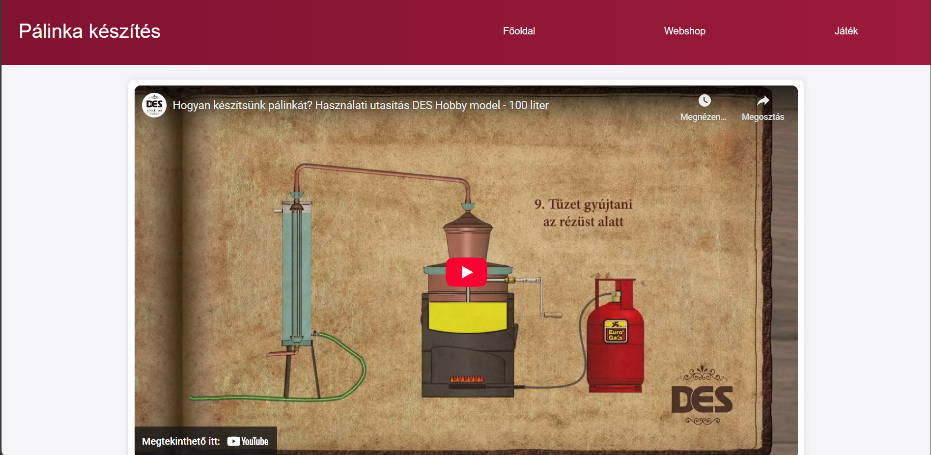 Pálinka készítés
Főoldal
Webshop
Játék
DES
Hogyan készítsünk pálinkát? Használati utasítás DES Hobby model - 100 liter
Megnézen...
Megosztás
9. Tüzet gyújtani
az rézüst alatt
Euro
Gas
DES
Megtekinthető itt: YouTube